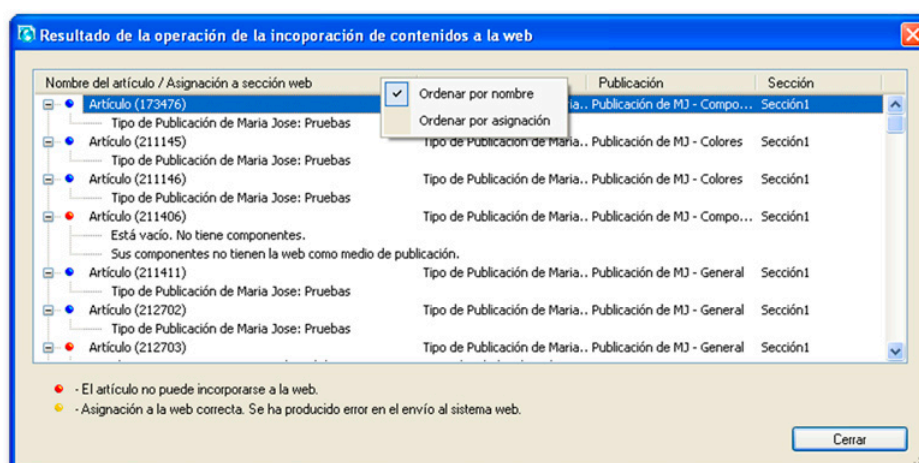 Resultado de la operación de la incoporación de contenidos a la web
Nombre del artículo / Asignación a sección web Publicación Sección
Ordenar por nombre
Ordenar por asignación
Artículo (173476) Maria.. Publicación de MJ - Compo... Sección1
Tipo de Publicación de Maria Jose: Pruebas
Artículo (211145) Tipo de Publicación de Maria.. Publicación de MJ - Colores Sección1
Tipo de Publicación de Maria Jose: Pruebas
Artículo (211146) Tipo de Publicación de Maria.. Publicación de MJ - Colores Sección1
Tipo de Publicación de Maria Jose: Pruebas
Artículo (211406) Tipo de Publicación de Maria.. Publicación de MJ - Compo... Sección1
Está vacío. No tiene componentes.
Sus componentes no tienen la web como medio de publicación.
Artículo (211411) Tipo de Publicación de Maria.. Publicación de MJ - General Sección1
Tipo de Publicación de Maria Jose: Pruebas
Artículo (212702) Tipo de Publicación de Maria.. Publicación de MJ - General Sección1
Tipo de Publicación de Maria Jose: Pruebas
Artículo (212703) Tipo de Publicación de Maria.. Publicación de MJ - General Sección1
- El artículo no puede incorporarse a la web.
- Asignación a la web correcta. Se ha producido error en el envío al sistema web.
Cerrar